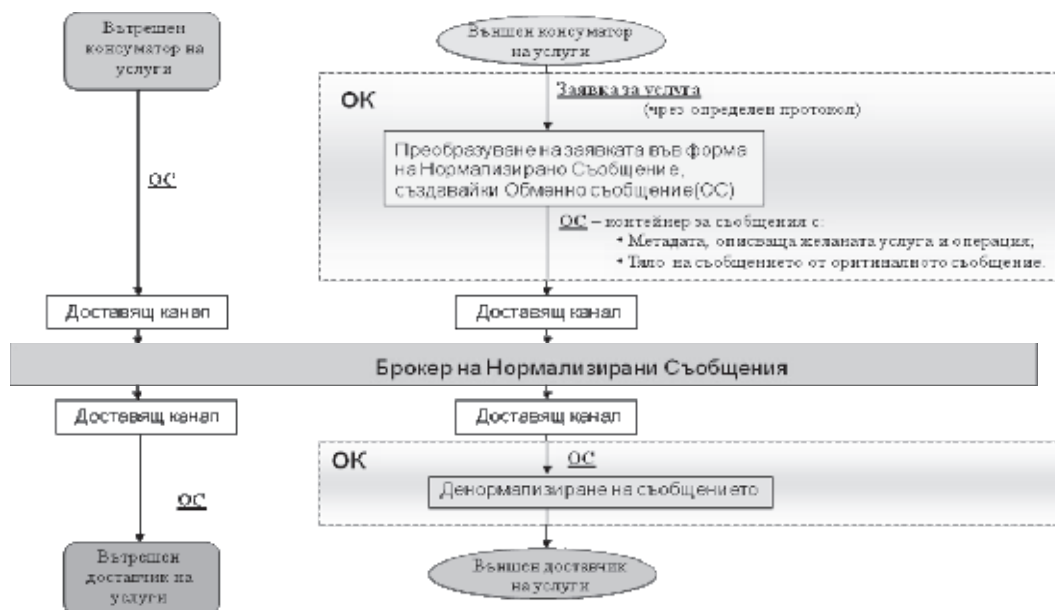 Вътрешен
консуматор на
услуги
Външен консуматор
на услуги
ОК
Заявка за услуга
(чрез определен протокол)
Преобразуване на заявката във форма
на Нормализирано Съобщение,
създавайки Обменно съобщение(ОС)
ОС
ОС – контейнер за съобщения с:
• Метадата, описваща желаната услуга и операция;
• Тяло на съобщението от оригиналното съобщение.
Доставящ канал
Доставящ канал
Брокер на Нормализирани Съобщения
Доставящ канал
Доставящ канал
ОК
ОС
Денормализиране на съобщението
ОС
Вътрешен
доставчик на
услуги
Външен доставчик
на услуги